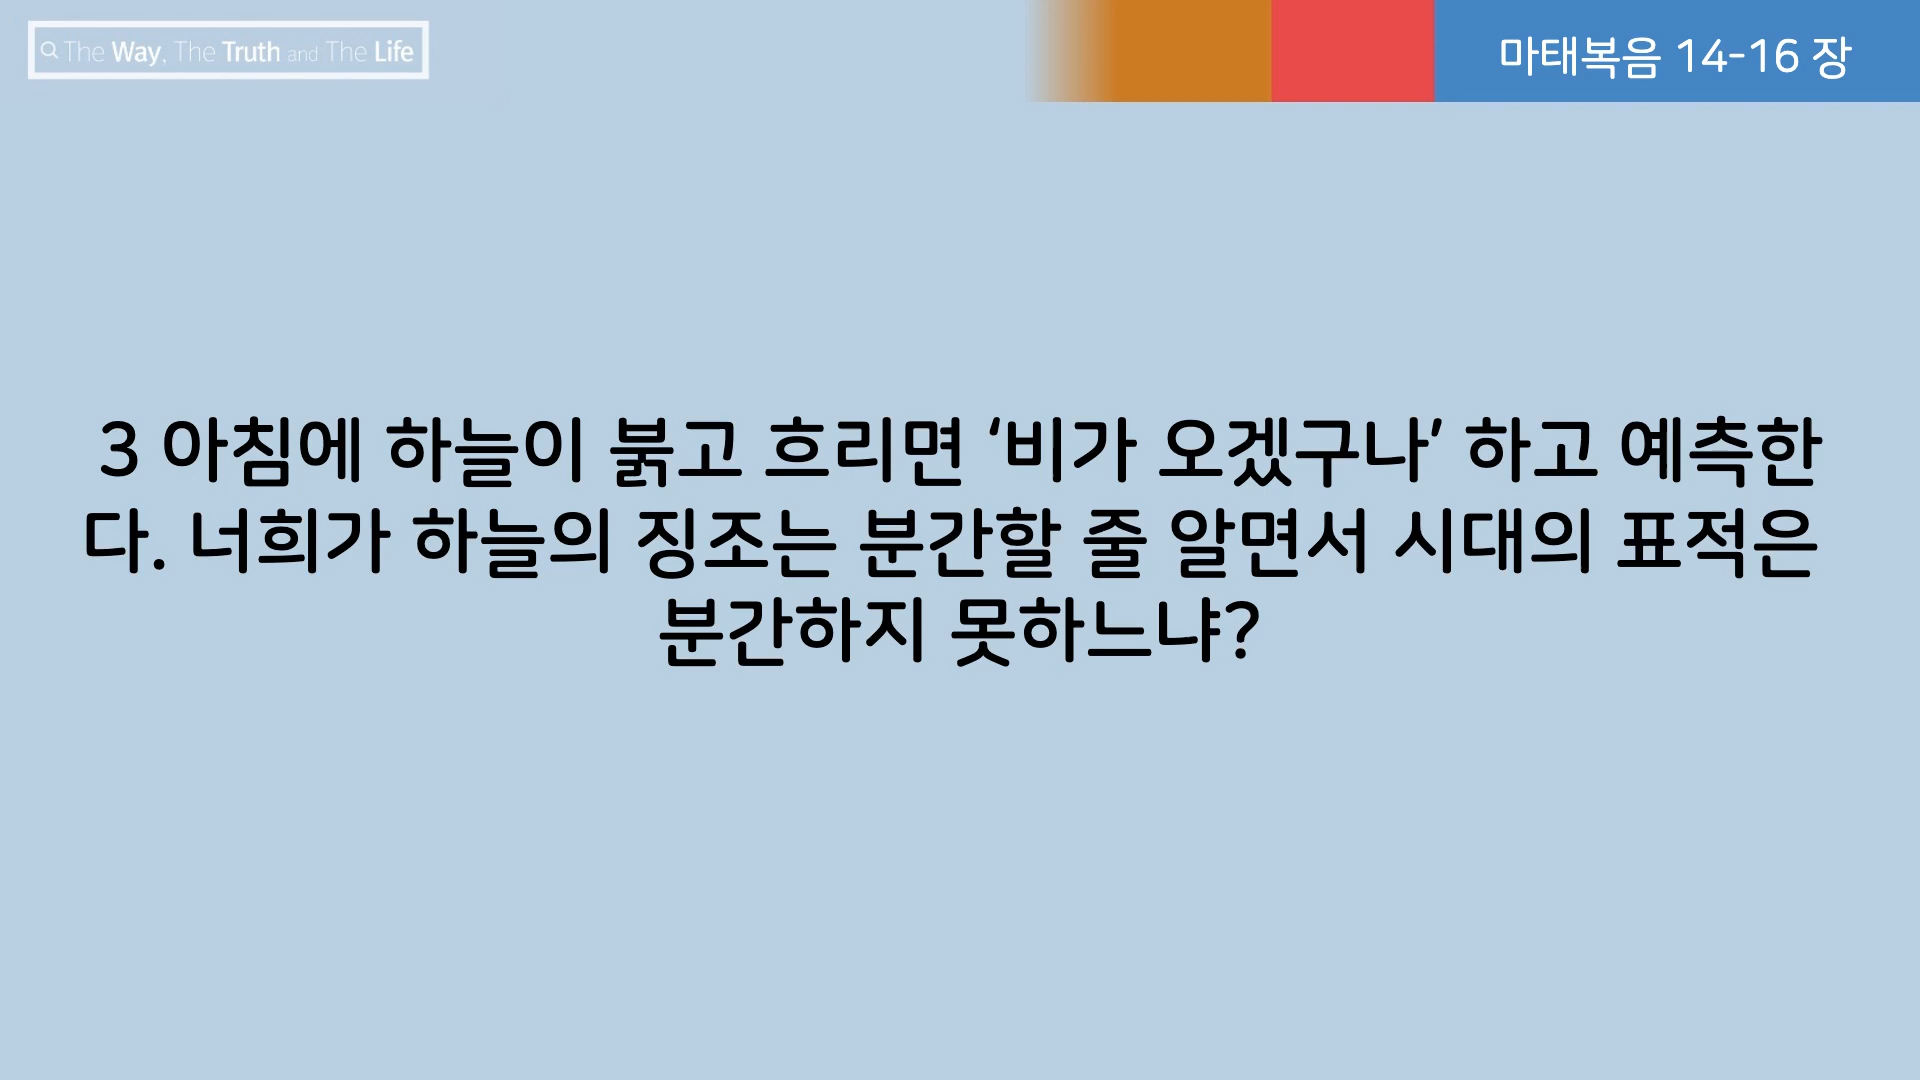 The Way, The Truth and The Life
마태복음 14-16 장
3 아침에 하늘이 붉고 흐리면 ‘비가 오겠구나’ 하고 예측한
다. 너희가 하늘의 징조는 분간할 줄 알면서 시대의 표적은
분간하지 못하느냐?